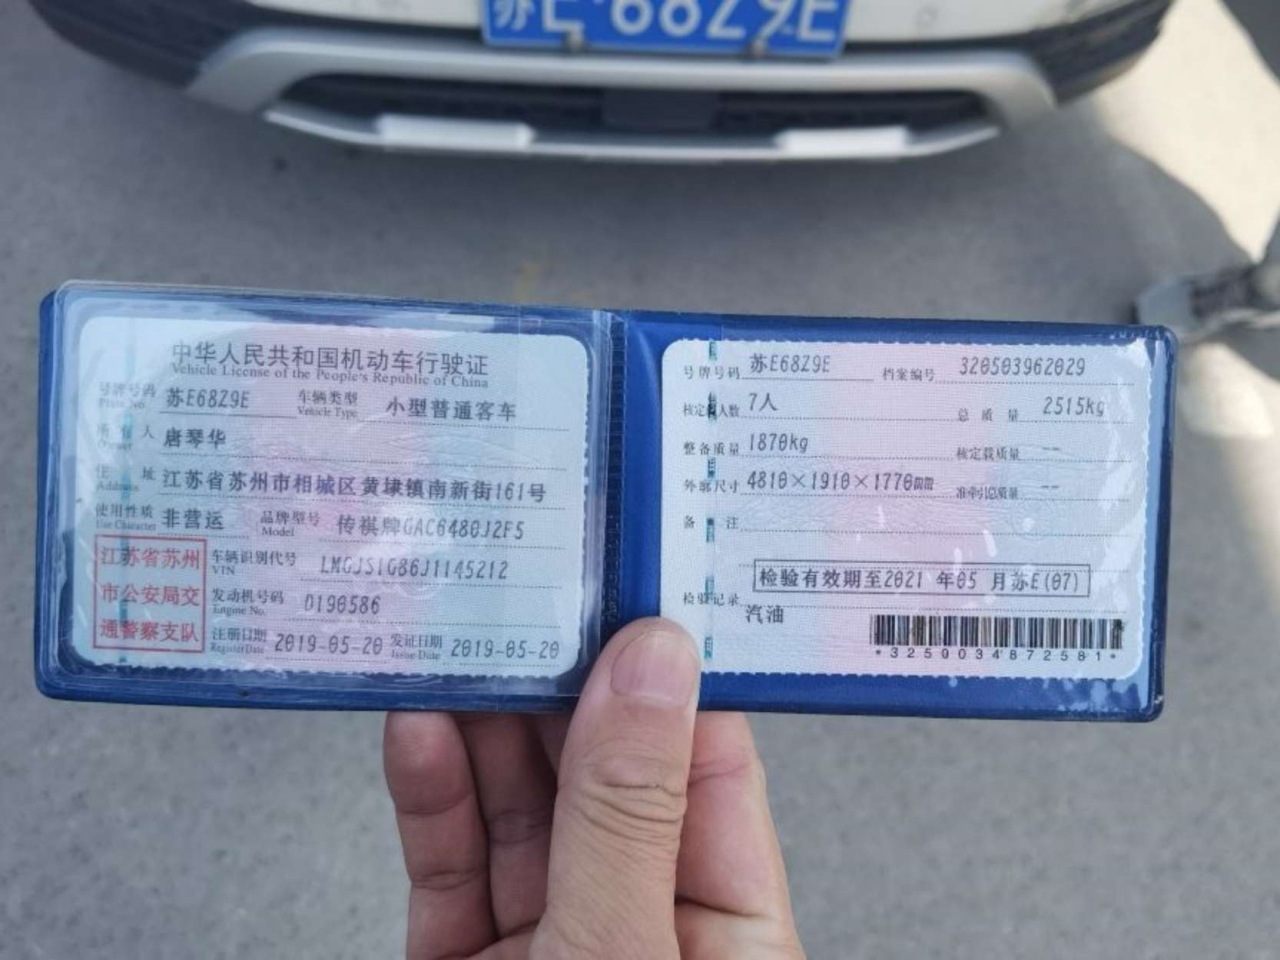 苏E·68Z9E
中华人民共和国机动车行驶证
Vehicle License of the People's Republic of China
号牌号码 苏E68Z9E 车辆类型 小型普通客车
Plate No. Vehicle Type
所有人 唐琴华
Owner
住址 江苏省苏州市相城区黄埭镇南新街161号
Address
使用性质 非营运 品牌型号 传祺牌GAC6480J2F5
Use Character Model
江苏省苏州
市公安局交
通警察支队
车辆识别代号 LMGJS1G86J1145212
VIN
发动机号码 0190586
Engine No.
注册日期 2019-05-20 发证日期 2019-05-20
Register Date Issue Date
号牌号码 苏E68Z9E 档案编号 320503962029
核定载人数 7人 总质量 2515kg
整备质量 1870kg 核定载质量 --
外廓尺寸 4810×1910×1770mm 准牵引总质量 --
备注
检验有效期至2021年05月苏E(07)
检验记录
汽油
*3259034872581*